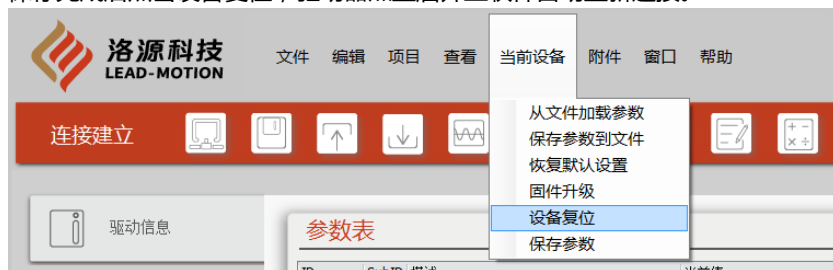 洛源科技
LEAD-MOTION
文件 编辑 项目 查看 当前设备 附件 窗口 帮助
从文件加载参数
保存参数到文件
恢复默认设置
固件升级
设备复位
保存参数
连接建立
驱动信息
参数表